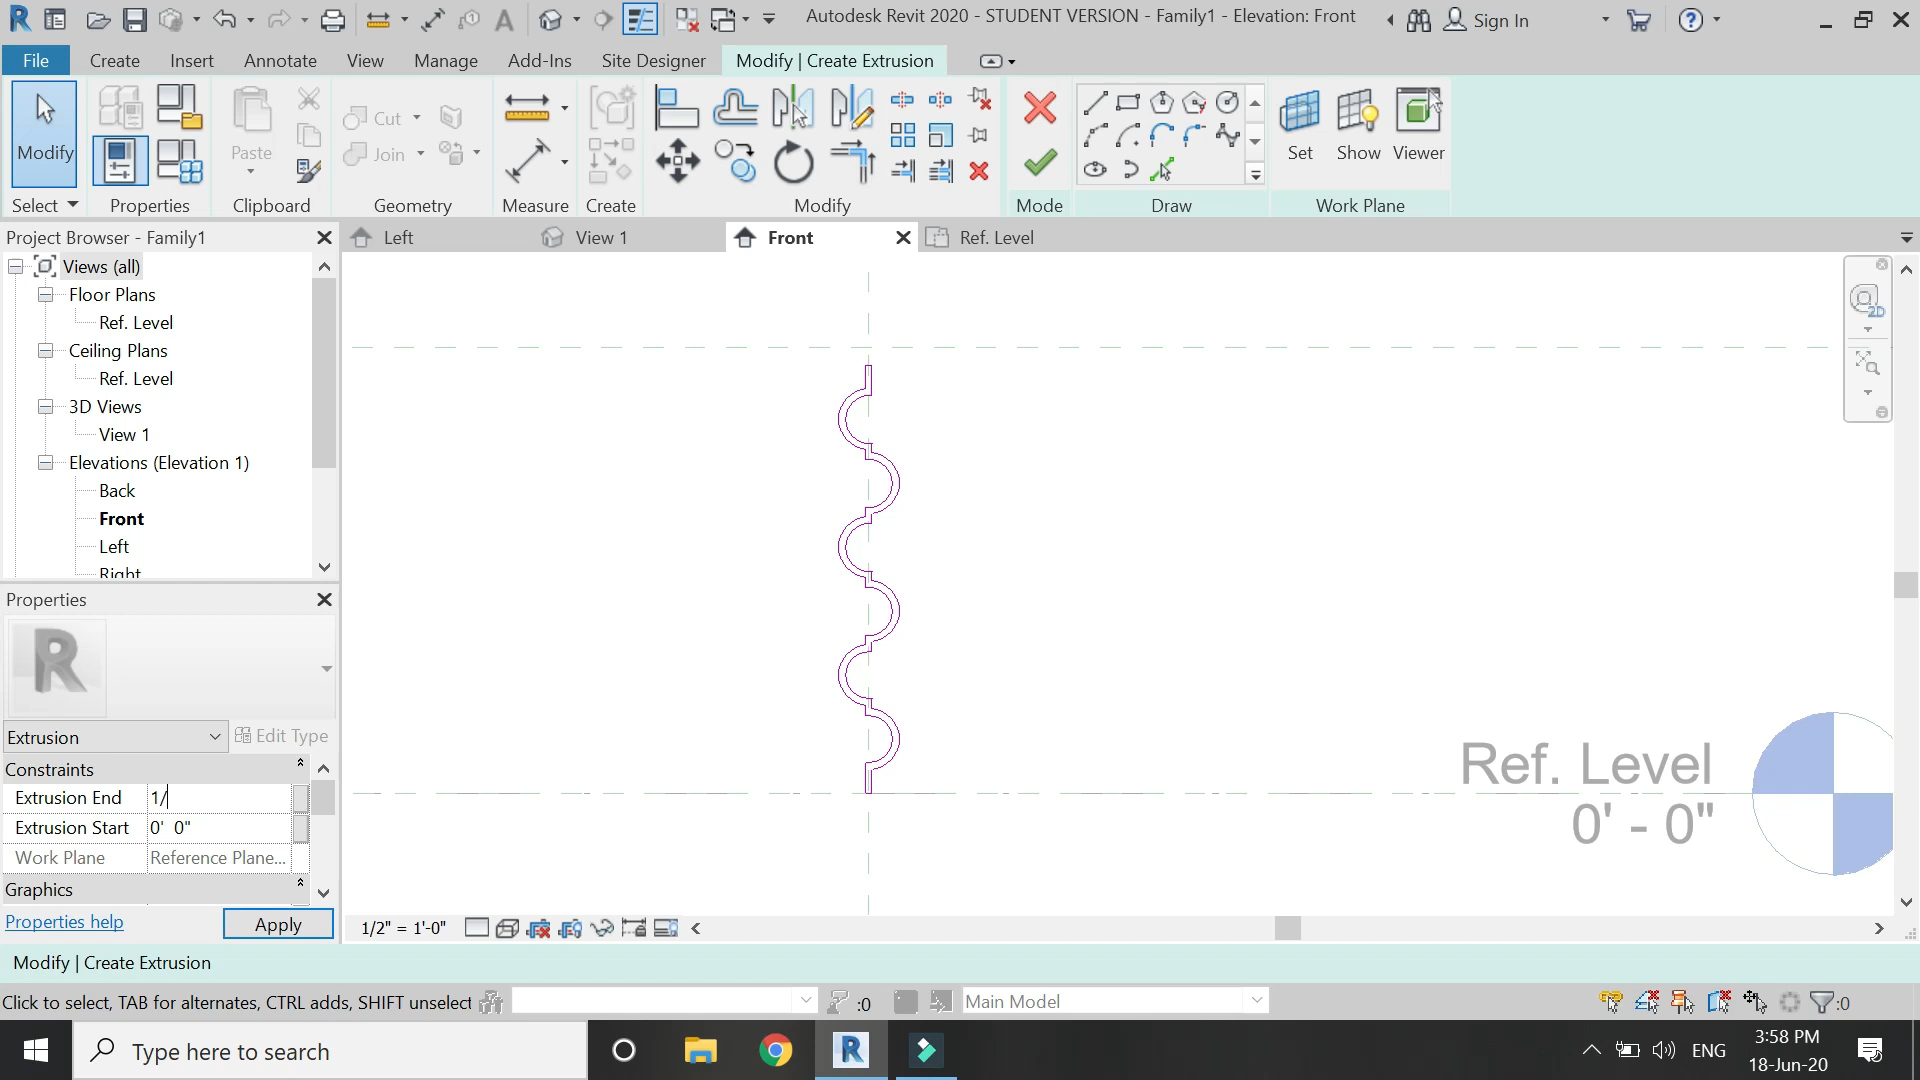 Autodesk Revit 2020 - STUDENT VERSION - Family1 - Elevation: Front
Sign In
File
Create
Insert
Annotate
View
Manage
Add-Ins
Site Designer
Modify | Create Extrusion
Modify
Paste
Cut
Join
Set
Show
Viewer
Select
Properties
Clipboard
Geometry
Measure
Create
Modify
Mode
Draw
Work Plane
Project Browser - Family1
Left
View 1
Front
Ref. Level
Views (all)
Floor Plans
Ref. Level
Ceiling Plans
Ref. Level
3D Views
View 1
Elevations (Elevation 1)
Back
Front
Left
Right
Properties
Extrusion
Edit Type
Constraints
Extrusion End 1/
Extrusion Start 0' 0"
Work Plane Reference Plane...
Graphics
Properties help
Apply
2D
Ref. Level
0' - 0"
1/2" = 1'-0"
Modify | Create Extrusion
Click to select, TAB for alternates, CTRL adds, SHIFT unselect
:0
Main Model
:0
Type here to search
ENG
3:58 PM
18-Jun-20